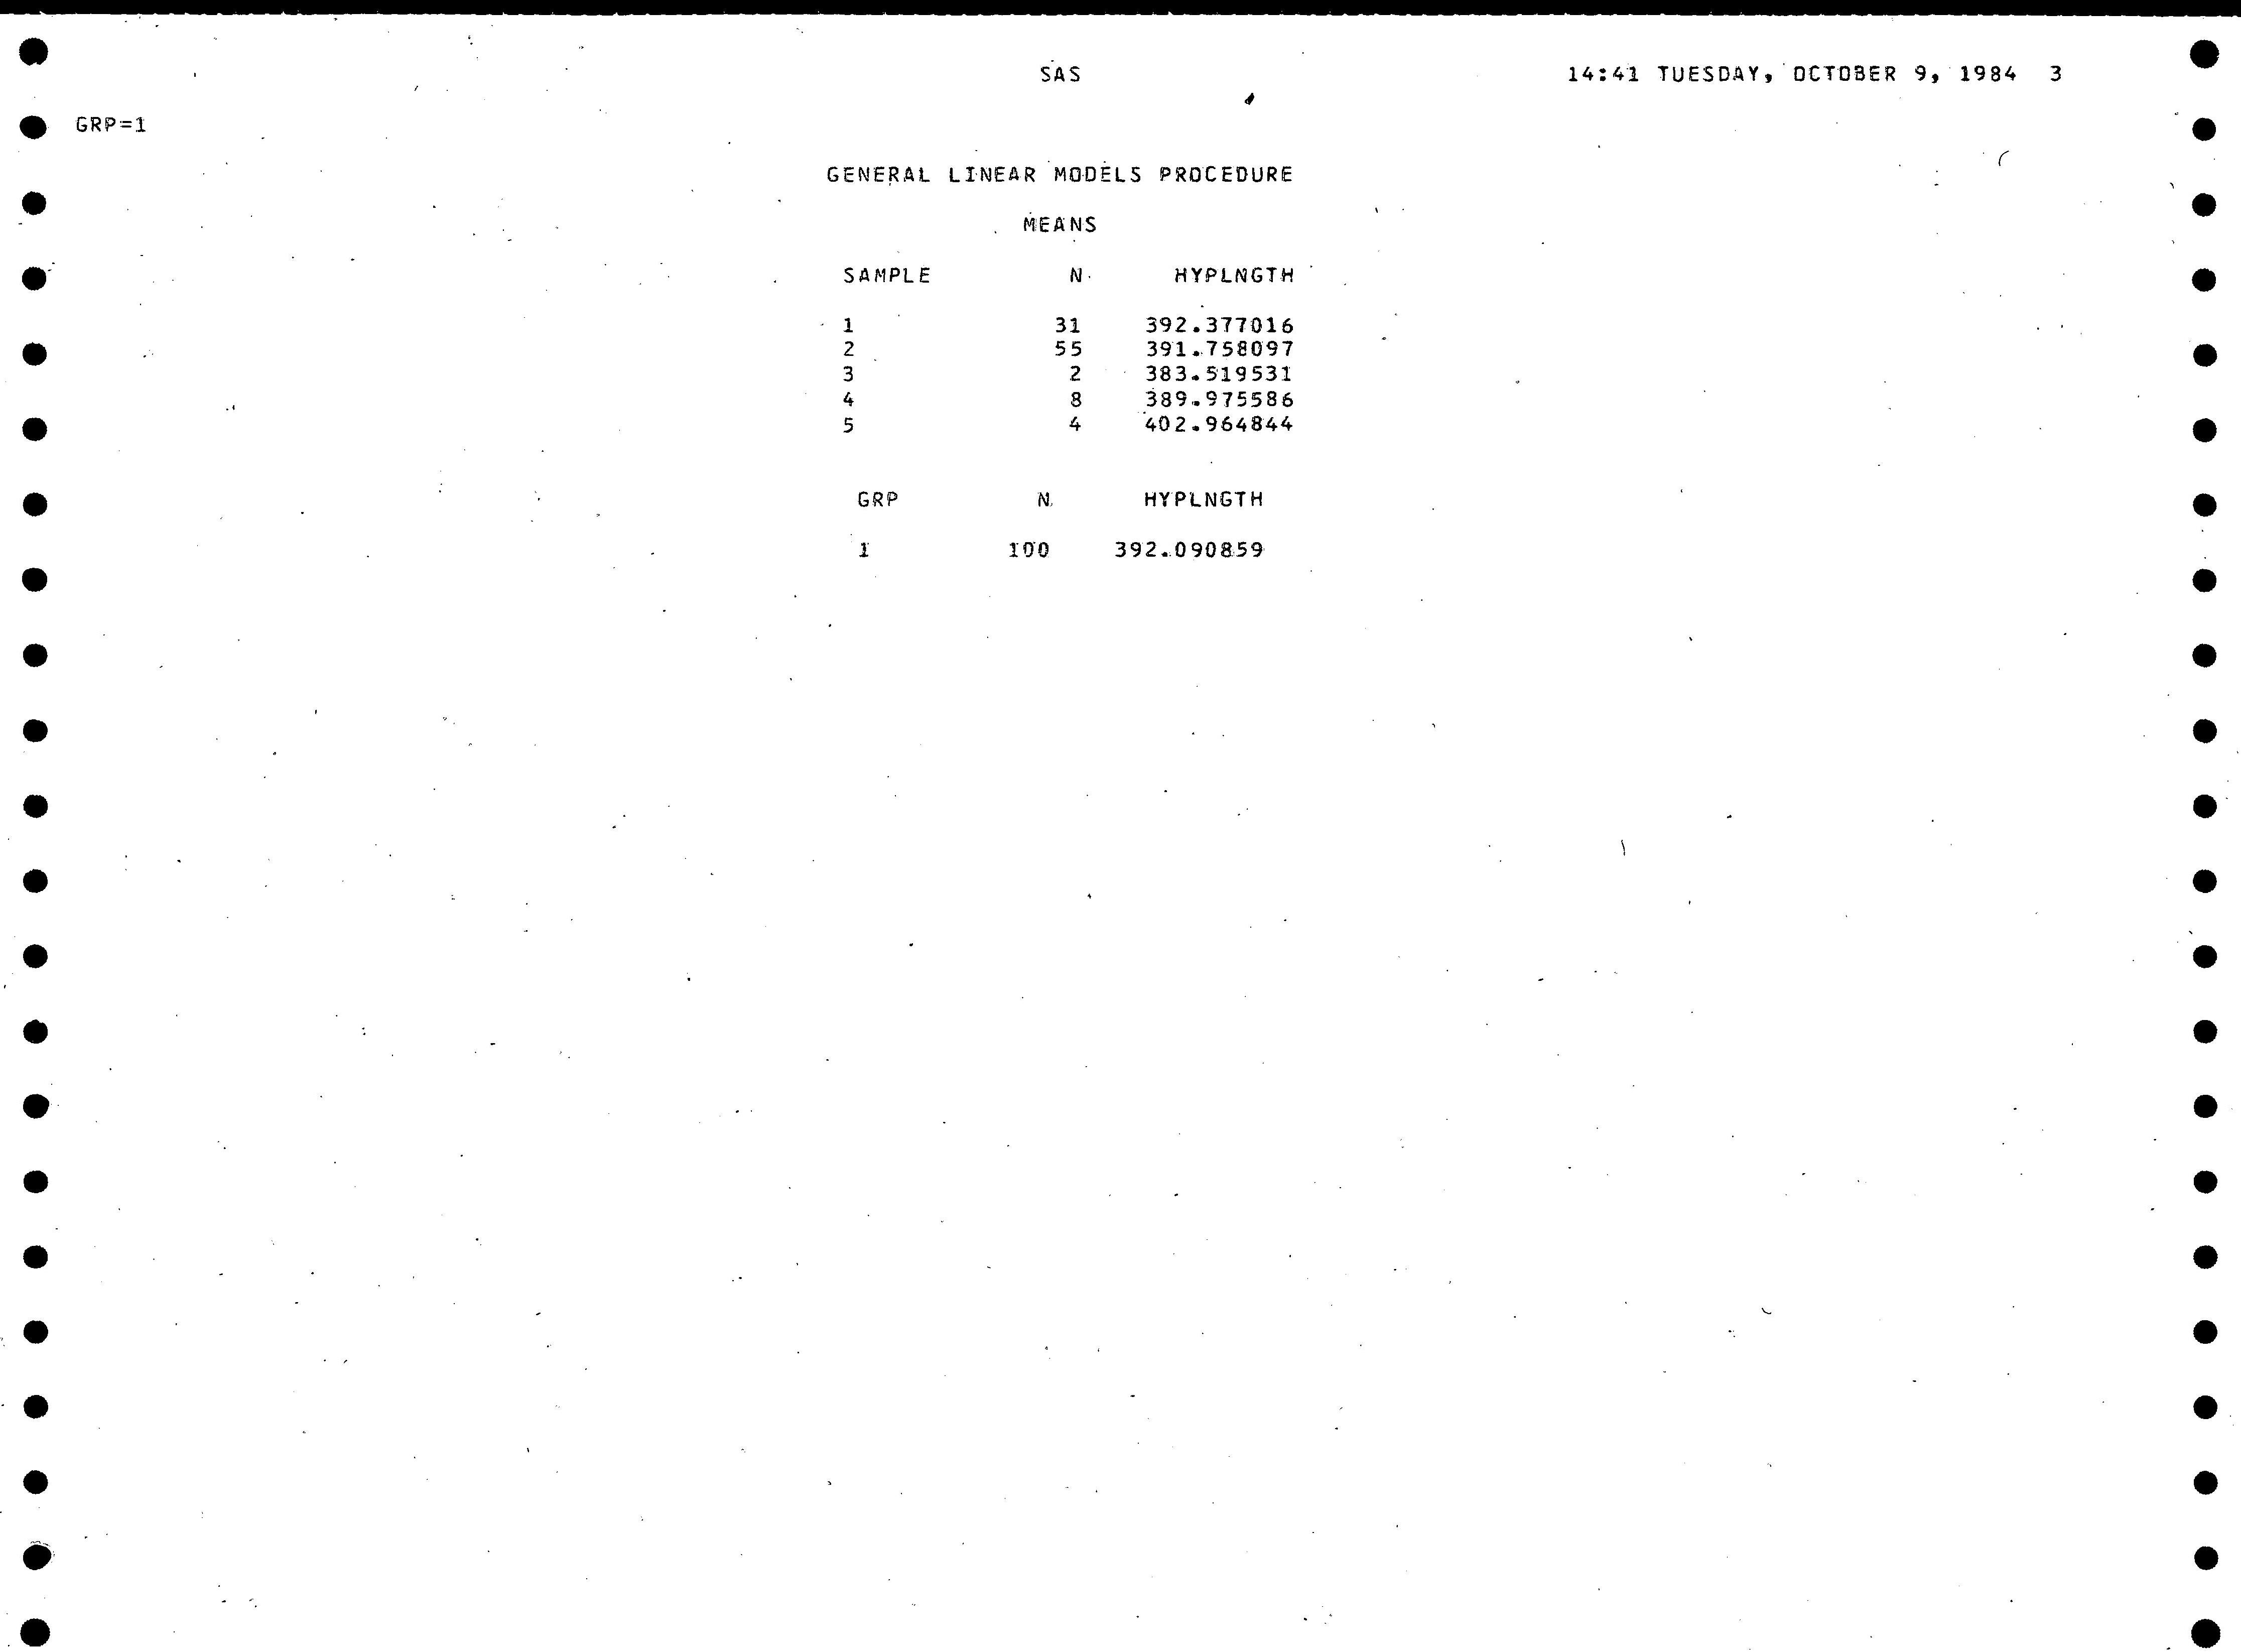 SAS 14:41 TUESDAY, OCTOBER 9, 1984 3
GRP=1
GENERAL LINEAR MODELS PROCEDURE
MEANS
SAMPLE N HYPLNGTH
1 31 392.377016
2 55 391.758097
3 2 383.519531
4 8 389.975586
5 4 402.964844
GRP N HYPLNGTH
1 100 392.090859